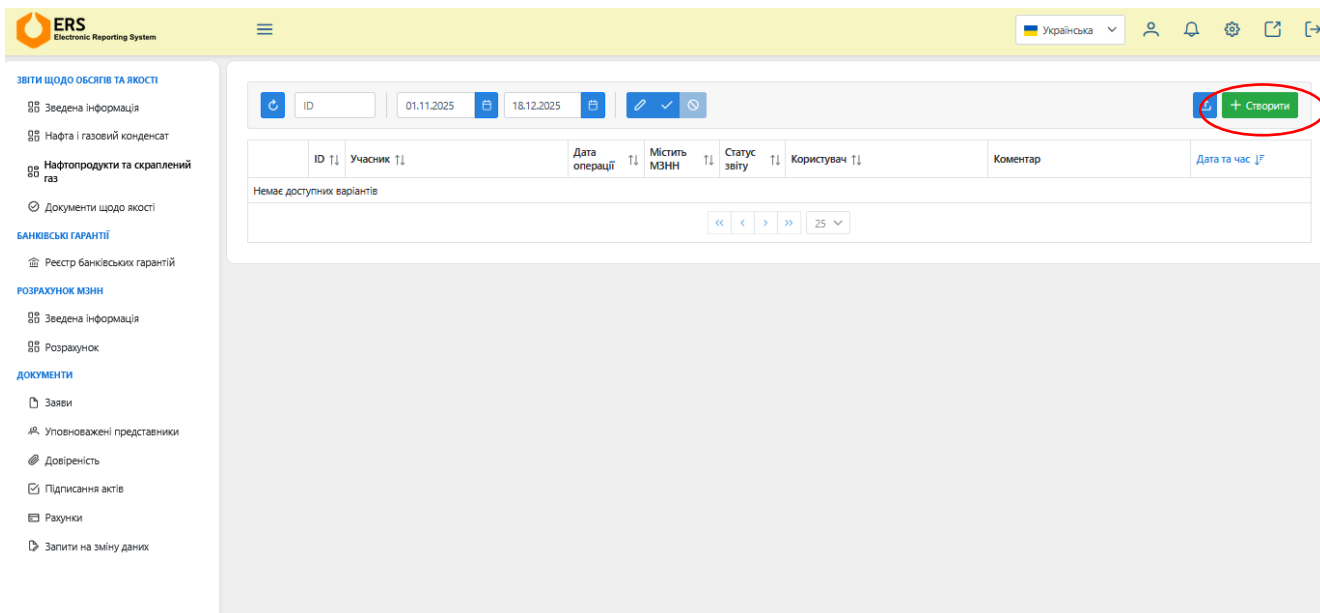 ERS
Electronic Reporting System
Українська
ЗВІТИ ЩОДО ОБСЯГІВ ТА ЯКОСТІ
Зведена інформація
Нафта і газовий конденсат
Нафтопродукти та скраплений
газ
Документи щодо якості
БАНКІВСЬКІ ГАРАНТІЇ
Реєстр банківських гарантій
РОЗРАХУНОК МЗНН
Зведена інформація
Розрахунок
ДОКУМЕНТИ
Заяви
Уповноважені представники
Довіреність
Підписання актів
Рахунки
Запити на зміну даних
ID 01.11.2025 18.12.2025 + Створити
ID Учасник Дата операції Містить МЗНН Статус звіту Користувач Коментар Дата та час
Немає доступних варіантів
« < > » 25